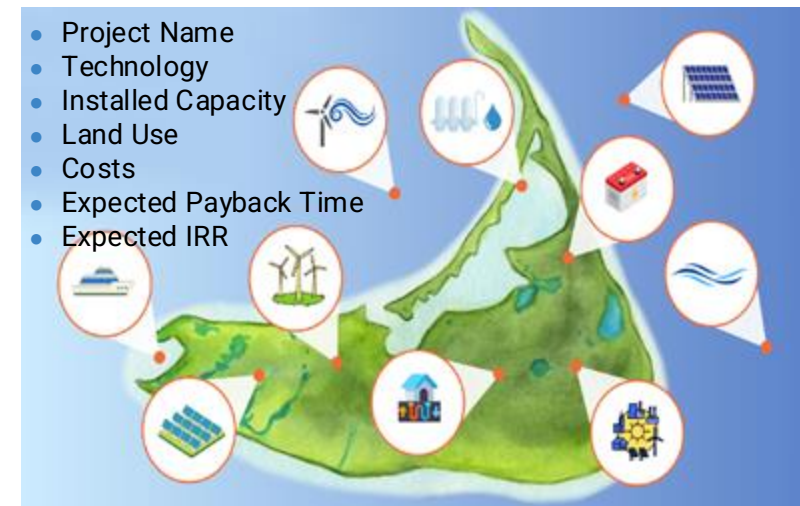 Project Name
Technology
Installed Capacity
Land Use
Costs
Expected Payback Time
Expected IRR